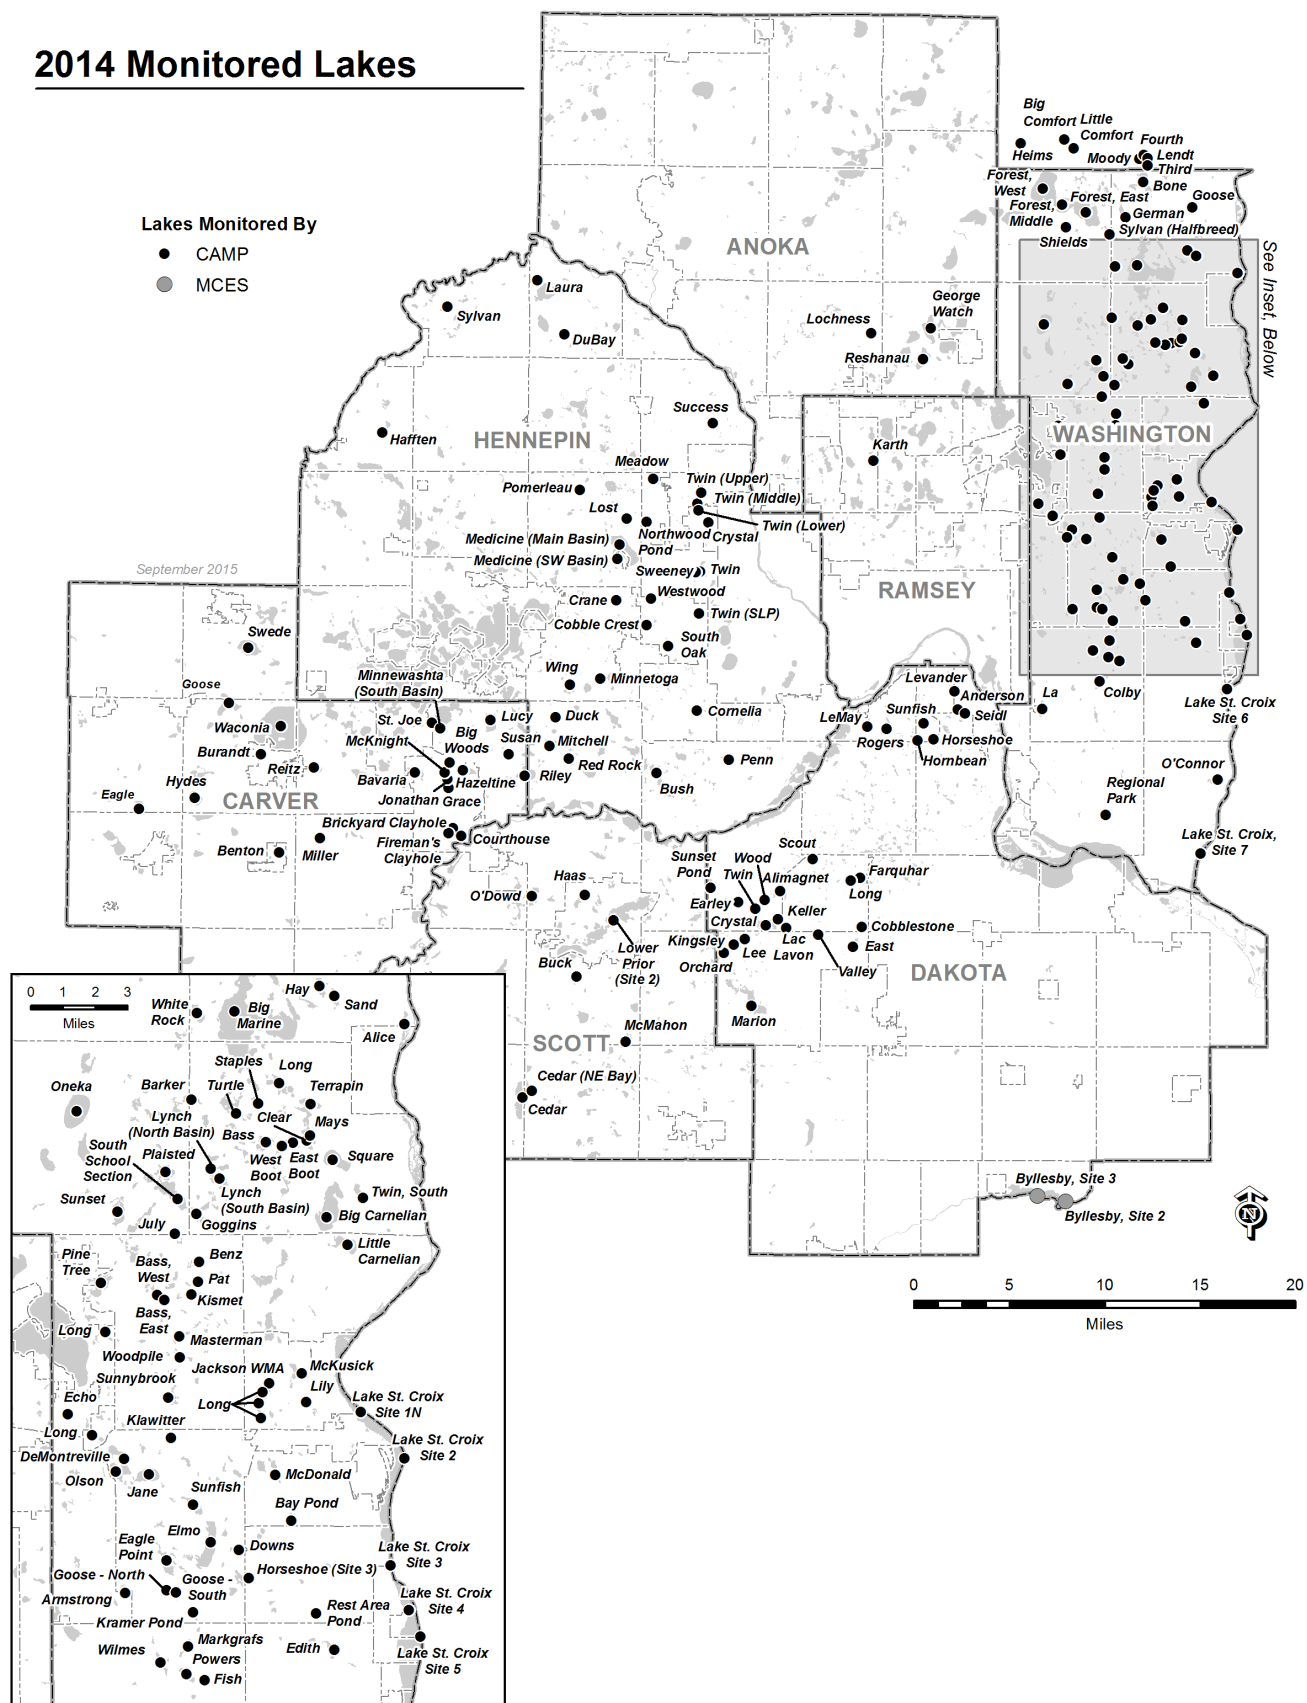 2014 Monitored Lakes
Lakes Monitored By
CAMP
MCES
September 2015
Big
Comfort
Little
Comfort
Heims
Fourth
Moody
Lendt
Third
Bone
Forest,
West
Forest, East
Goose
Forest,
Middle
German
Sylvan (Halfbreed)
Shields
See Inset, Below
ANOKA
George
Watch
Lochness
Reshanau
Laura
Sylvan
DuBay
Success
Hafften
HENNEPIN
Karth
WASHINGTON
Meadow
Pomerleau
Twin (Upper)
Twin (Middle)
Lost
Twin (Lower)
Northwood
Pond
Crystal
Medicine (Main Basin)
Medicine (SW Basin)
Sweeney
Twin
RAMSEY
Crane
Westwood
Twin (SLP)
Cobble Crest
South
Oak
Swede
Minnewashta
(South Basin)
Wing
Minnetoga
Goose
Levander
Anderson
La
Colby
Lake St. Croix
Site 6
Waconia
St. Joe
Lucy
Duck
Cornelia
LeMay
Sunfish
Seidl
Burandt
McKnight
Big
Woods
Susan
Mitchell
Rogers
Horseshoe
Hornbean
Reitz
Bavaria
Hazeltine
Riley
Red Rock
Penn
O'Connor
Hydes
Eagle
CARVER
Jonathan
Grace
Bush
Regional
Park
Brickyard Clayhole
Fireman's
Clayhole
Courthouse
Lake St. Croix,
Site 7
Benton
Miller
Scout
Sunset
Pond
Wood
Twin
Alimagnet
Farquhar
Long
Haas
O'Dowd
Earley
Crystal
Keller
Cobblestone
Lower
Prior
(Site 2)
Kingsley
Lee
Lac
Lavon
East
Buck
Orchard
Valley
DAKOTA
Marion
McMahon
SCOTT
Cedar (NE Bay)
Cedar
Byllesby, Site 3
Byllesby, Site 2
N
0 5 10 15 20
Miles
0 1 2 3
Miles
White
Rock
Big
Marine
Hay
Sand
Alice
Staples
Long
Oneka
Barker
Turtle
Terrapin
Lynch
(North Basin)
Clear
Mays
South
School
Section
Plaisted
Bass
West
Boot
East
Boot
Square
Sunset
Lynch
(South Basin)
Twin, South
July
Goggins
Big Carnelian
Pine
Tree
Bass,
West
Benz
Little
Carnelian
Pat
Kismet
Bass,
East
Long
Masterman
Woodpile
Jackson WMA
McKusick
Sunnybrook
Lily
Echo
Long
Lake St. Croix
Site 1N
Klawitter
Long
Lake St. Croix
Site 2
DeMontreville
Olson
Jane
McDonald
Sunfish
Bay Pond
Elmo
Eagle
Point
Downs
Lake St. Croix
Site 3
Goose - North
Goose -
South
Horseshoe (Site 3)
Armstrong
Lake St. Croix
Site 4
Kramer Pond
Rest Area
Pond
Wilmes
Markgrafs
Powers
Edith
Lake St. Croix
Site 5
Fish